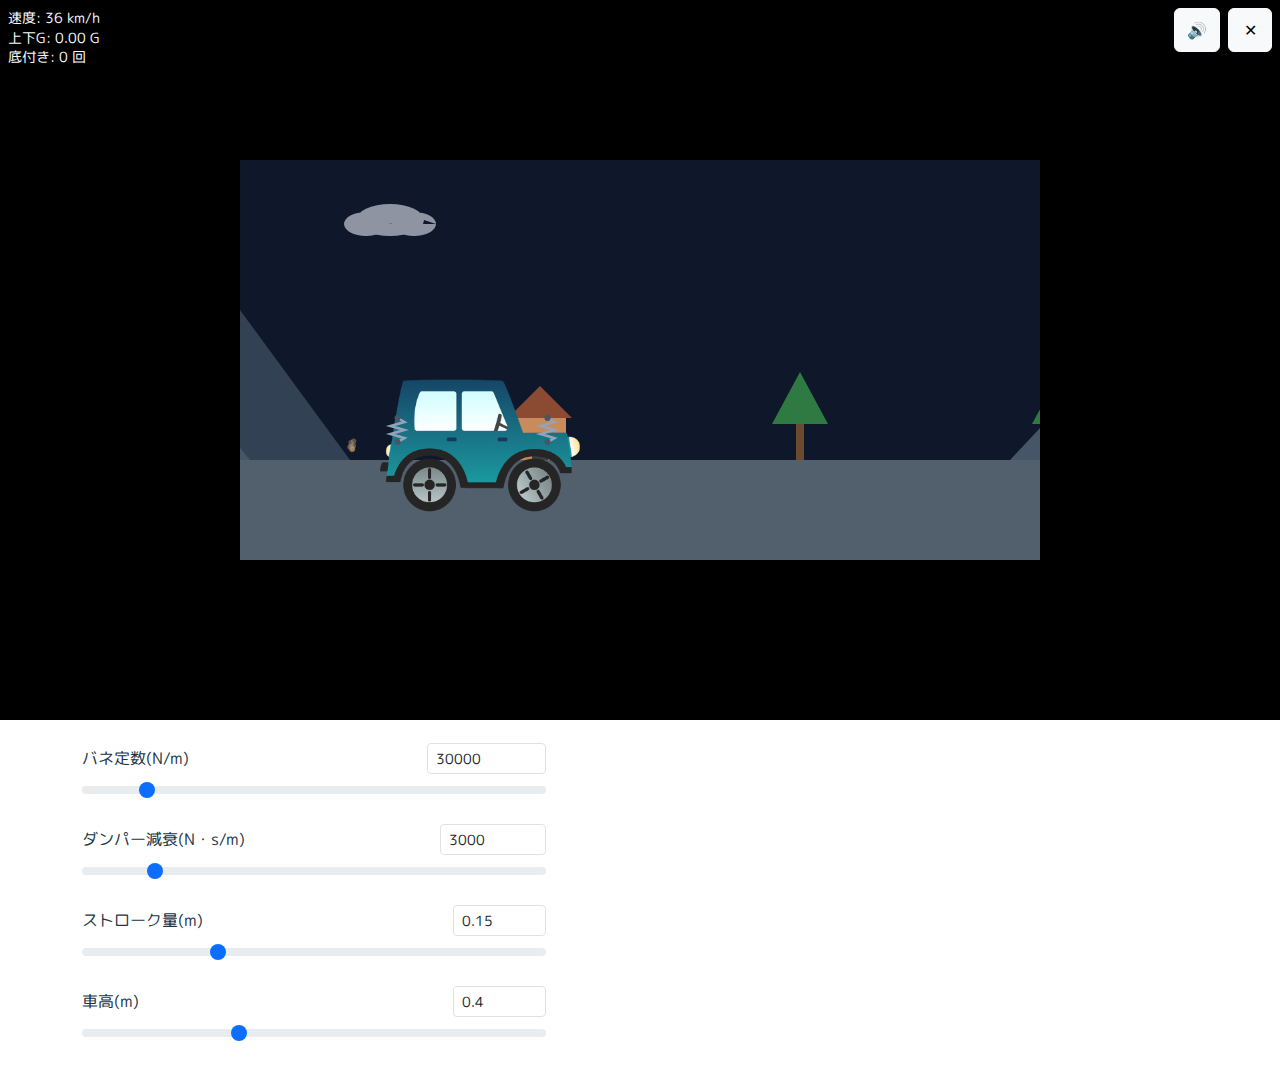 速度: 36 km/h
上下G: 0.00 G
底付き: 0 回
バネ定数(N/m)
30000
ダンパー減衰(N・s/m)
3000
ストローク量(m)
0.15
車高(m)
0.4